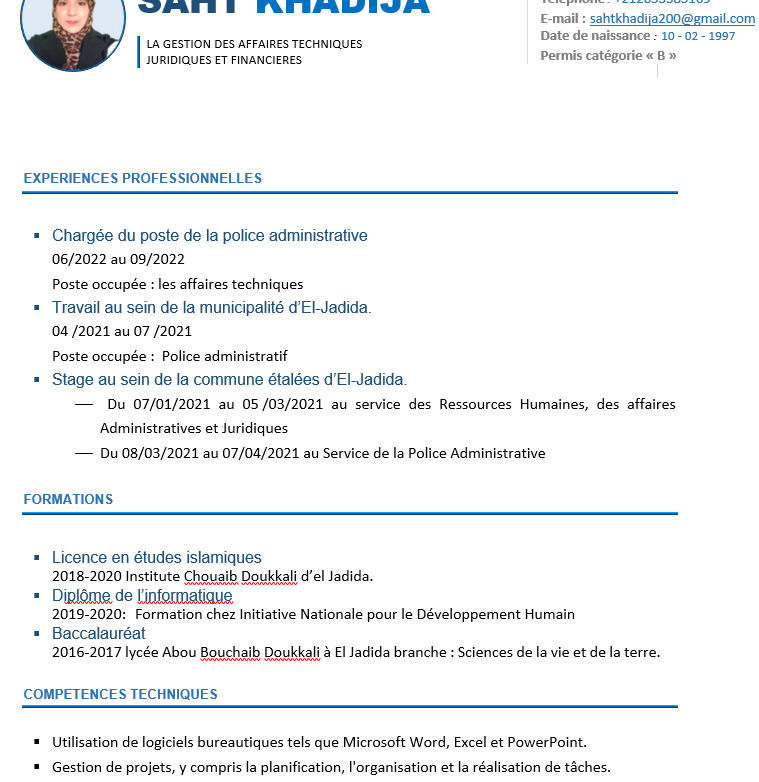 SAHT KHADIJA
LA GESTION DES AFFAIRES TECHNIQUES
JURIDIQUES ET FINANCIERES
E-mail : sahtkhadija200@gmail.com
Date de naissance : 10 - 02 - 1997
Permis catégorie « B »
EXPERIENCES PROFESSIONNELLES
▪ Chargée du poste de la police administrative
06/2022 au 09/2022
Poste occupée : les affaires techniques
▪ Travail au sein de la municipalité d’El-Jadida.
04 /2021 au 07 /2021
Poste occupée : Police administratif
▪ Stage au sein de la commune étalées d’El-Jadida.
— Du 07/01/2021 au 05 /03/2021 au service des Ressources Humaines, des affaires
Administratives et Juridiques
— Du 08/03/2021 au 07/04/2021 au Service de la Police Administrative
FORMATIONS
▪ Licence en études islamiques
2018-2020 Institute Chouaib Doukkali d’el Jadida.
▪ Diplôme de l’informatique
2019-2020: Formation chez Initiative Nationale pour le Développement Humain
▪ Baccalauréat
2016-2017 lycée Abou Bouchaib Doukkali à El Jadida branche : Sciences de la vie et de la terre.
COMPETENCES TECHNIQUES
▪ Utilisation de logiciels bureautiques tels que Microsoft Word, Excel et PowerPoint.
▪ Gestion de projets, y compris la planification, l'organisation et la réalisation de tâches.